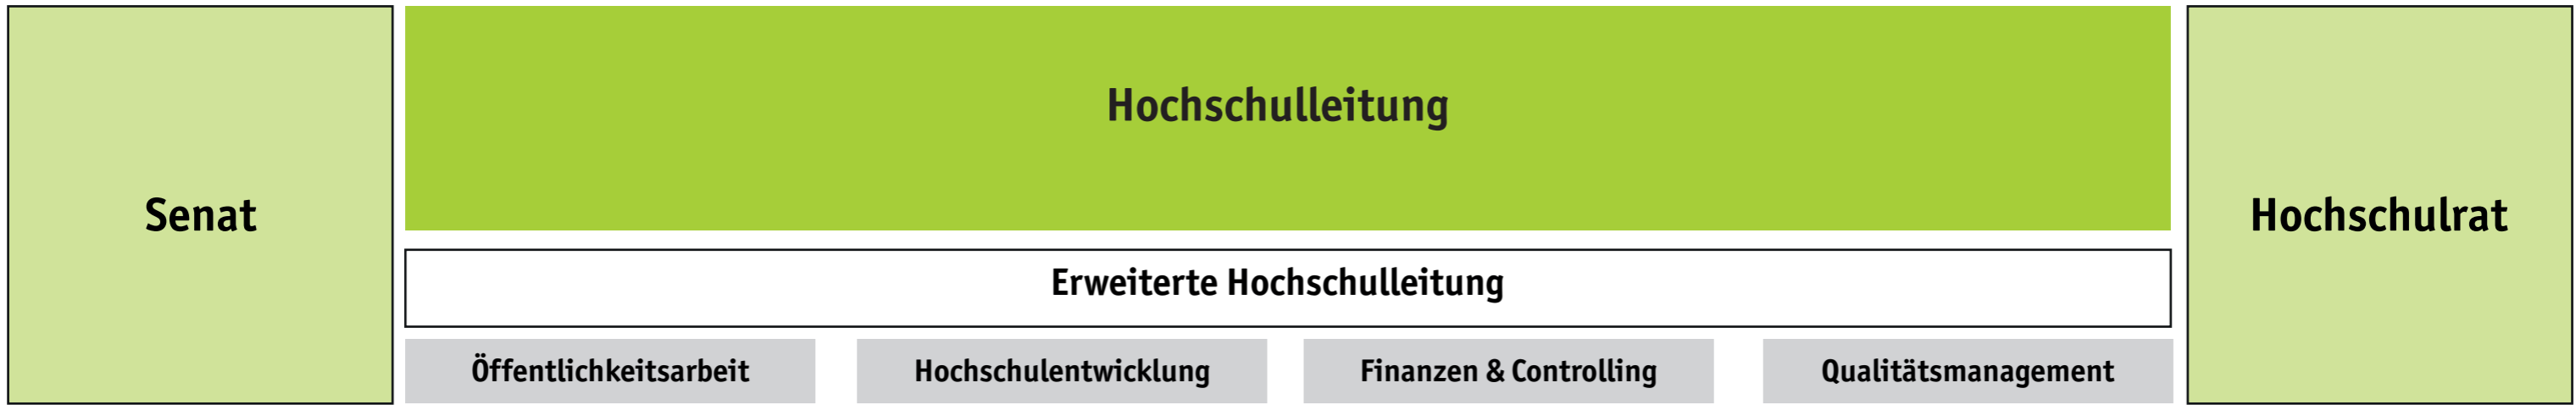 Senat
Hochschulleitung
Erweiterte Hochschulleitung
Öffentlichkeitsarbeit
Hochschulentwicklung
Finanzen & Controlling
Qualitätsmanagement
Hochschulrat